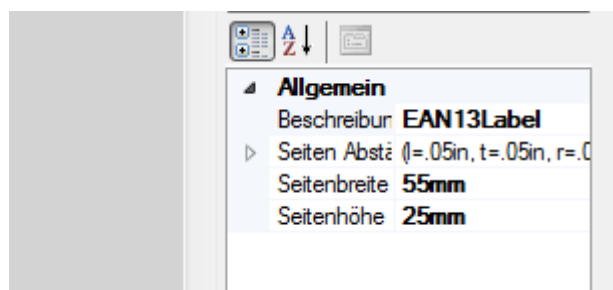 A
Z
Allgemein
Beschreibun EAN13Label
Seiten Abstä (l=.05in, t=.05in, r=.0
Seitenbreite 55mm
Seitenhöhe 25mm